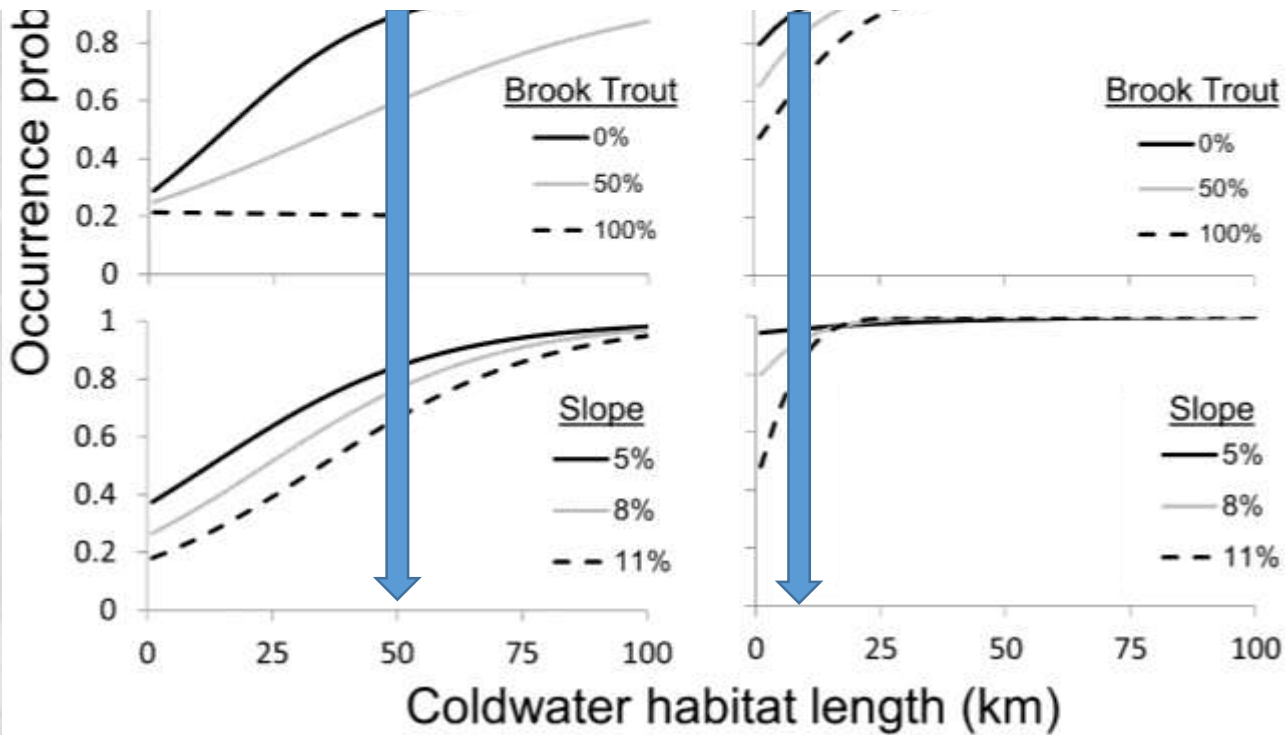 Occurrence prob
0.8
0.6
0.4
0.2
0
Brook Trout
0%
50%
100%
Brook Trout
0%
50%
100%
1
0.8
0.6
0.4
0.2
0
Slope
5%
8%
11%
Slope
5%
8%
11%
0 25 50 75 100
0 25 50 75 100
Coldwater habitat length (km)